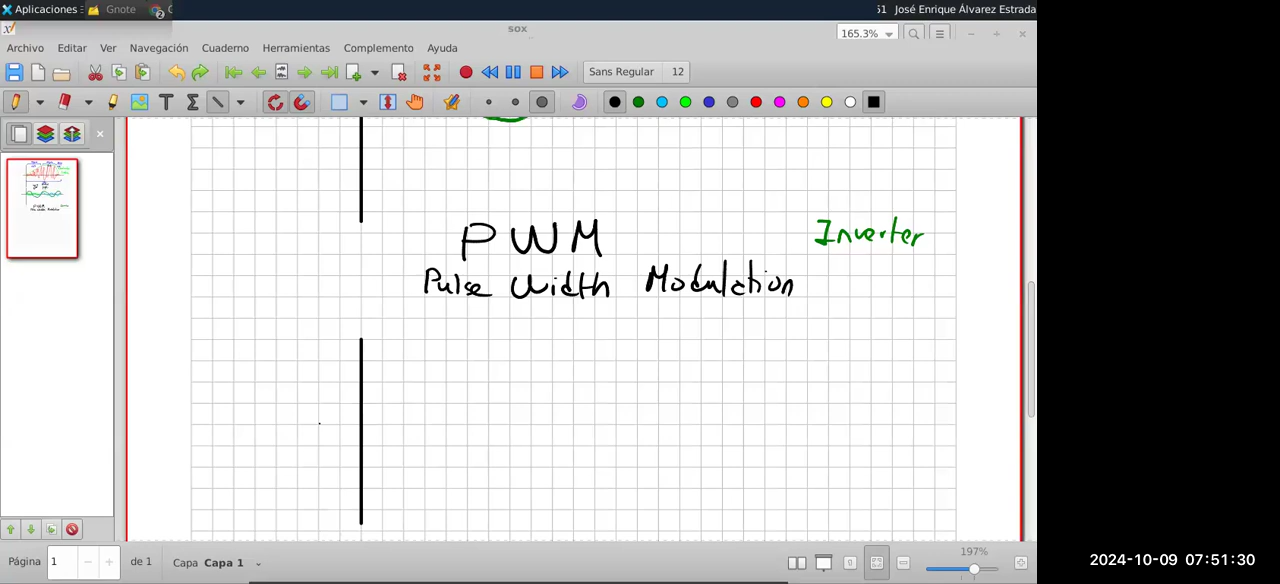 Aplicaciones Gnote 51 José Enrique Álvarez Estrada
sox
165.3%
Archivo Editar Ver Navegación Cuaderno Herramientas Complemento Ayuda
Sans Regular 12
PWM
Inverter
Pulse Width Modulation
Página 1 de 1 Capa Capa 1
197%
2024-10-09 07:51:30